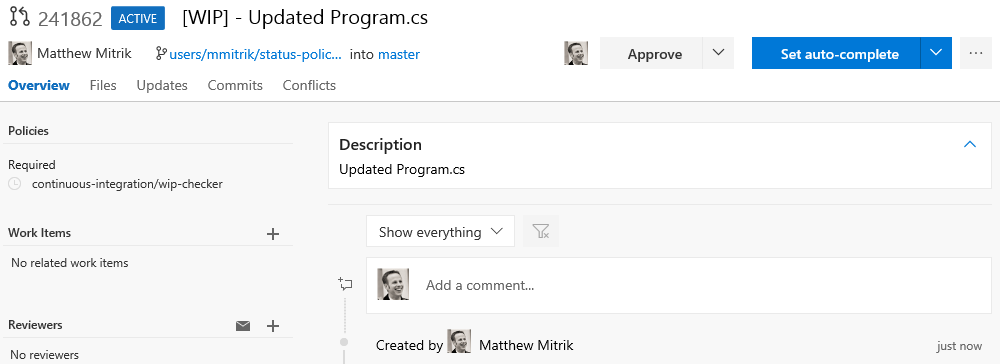 241862 ACTIVE [WIP] - Updated Program.cs
Matthew Mitrik users/mmitrik/status-polic... into master Approve Set auto-complete ...
Overview Files Updates Commits Conflicts
Policies
Required
continuous-integration/wip-checker
Work Items
No related work items
Reviewers
No reviewers
Description
Updated Program.cs
Show everything
Add a comment...
Created by Matthew Mitrik just now